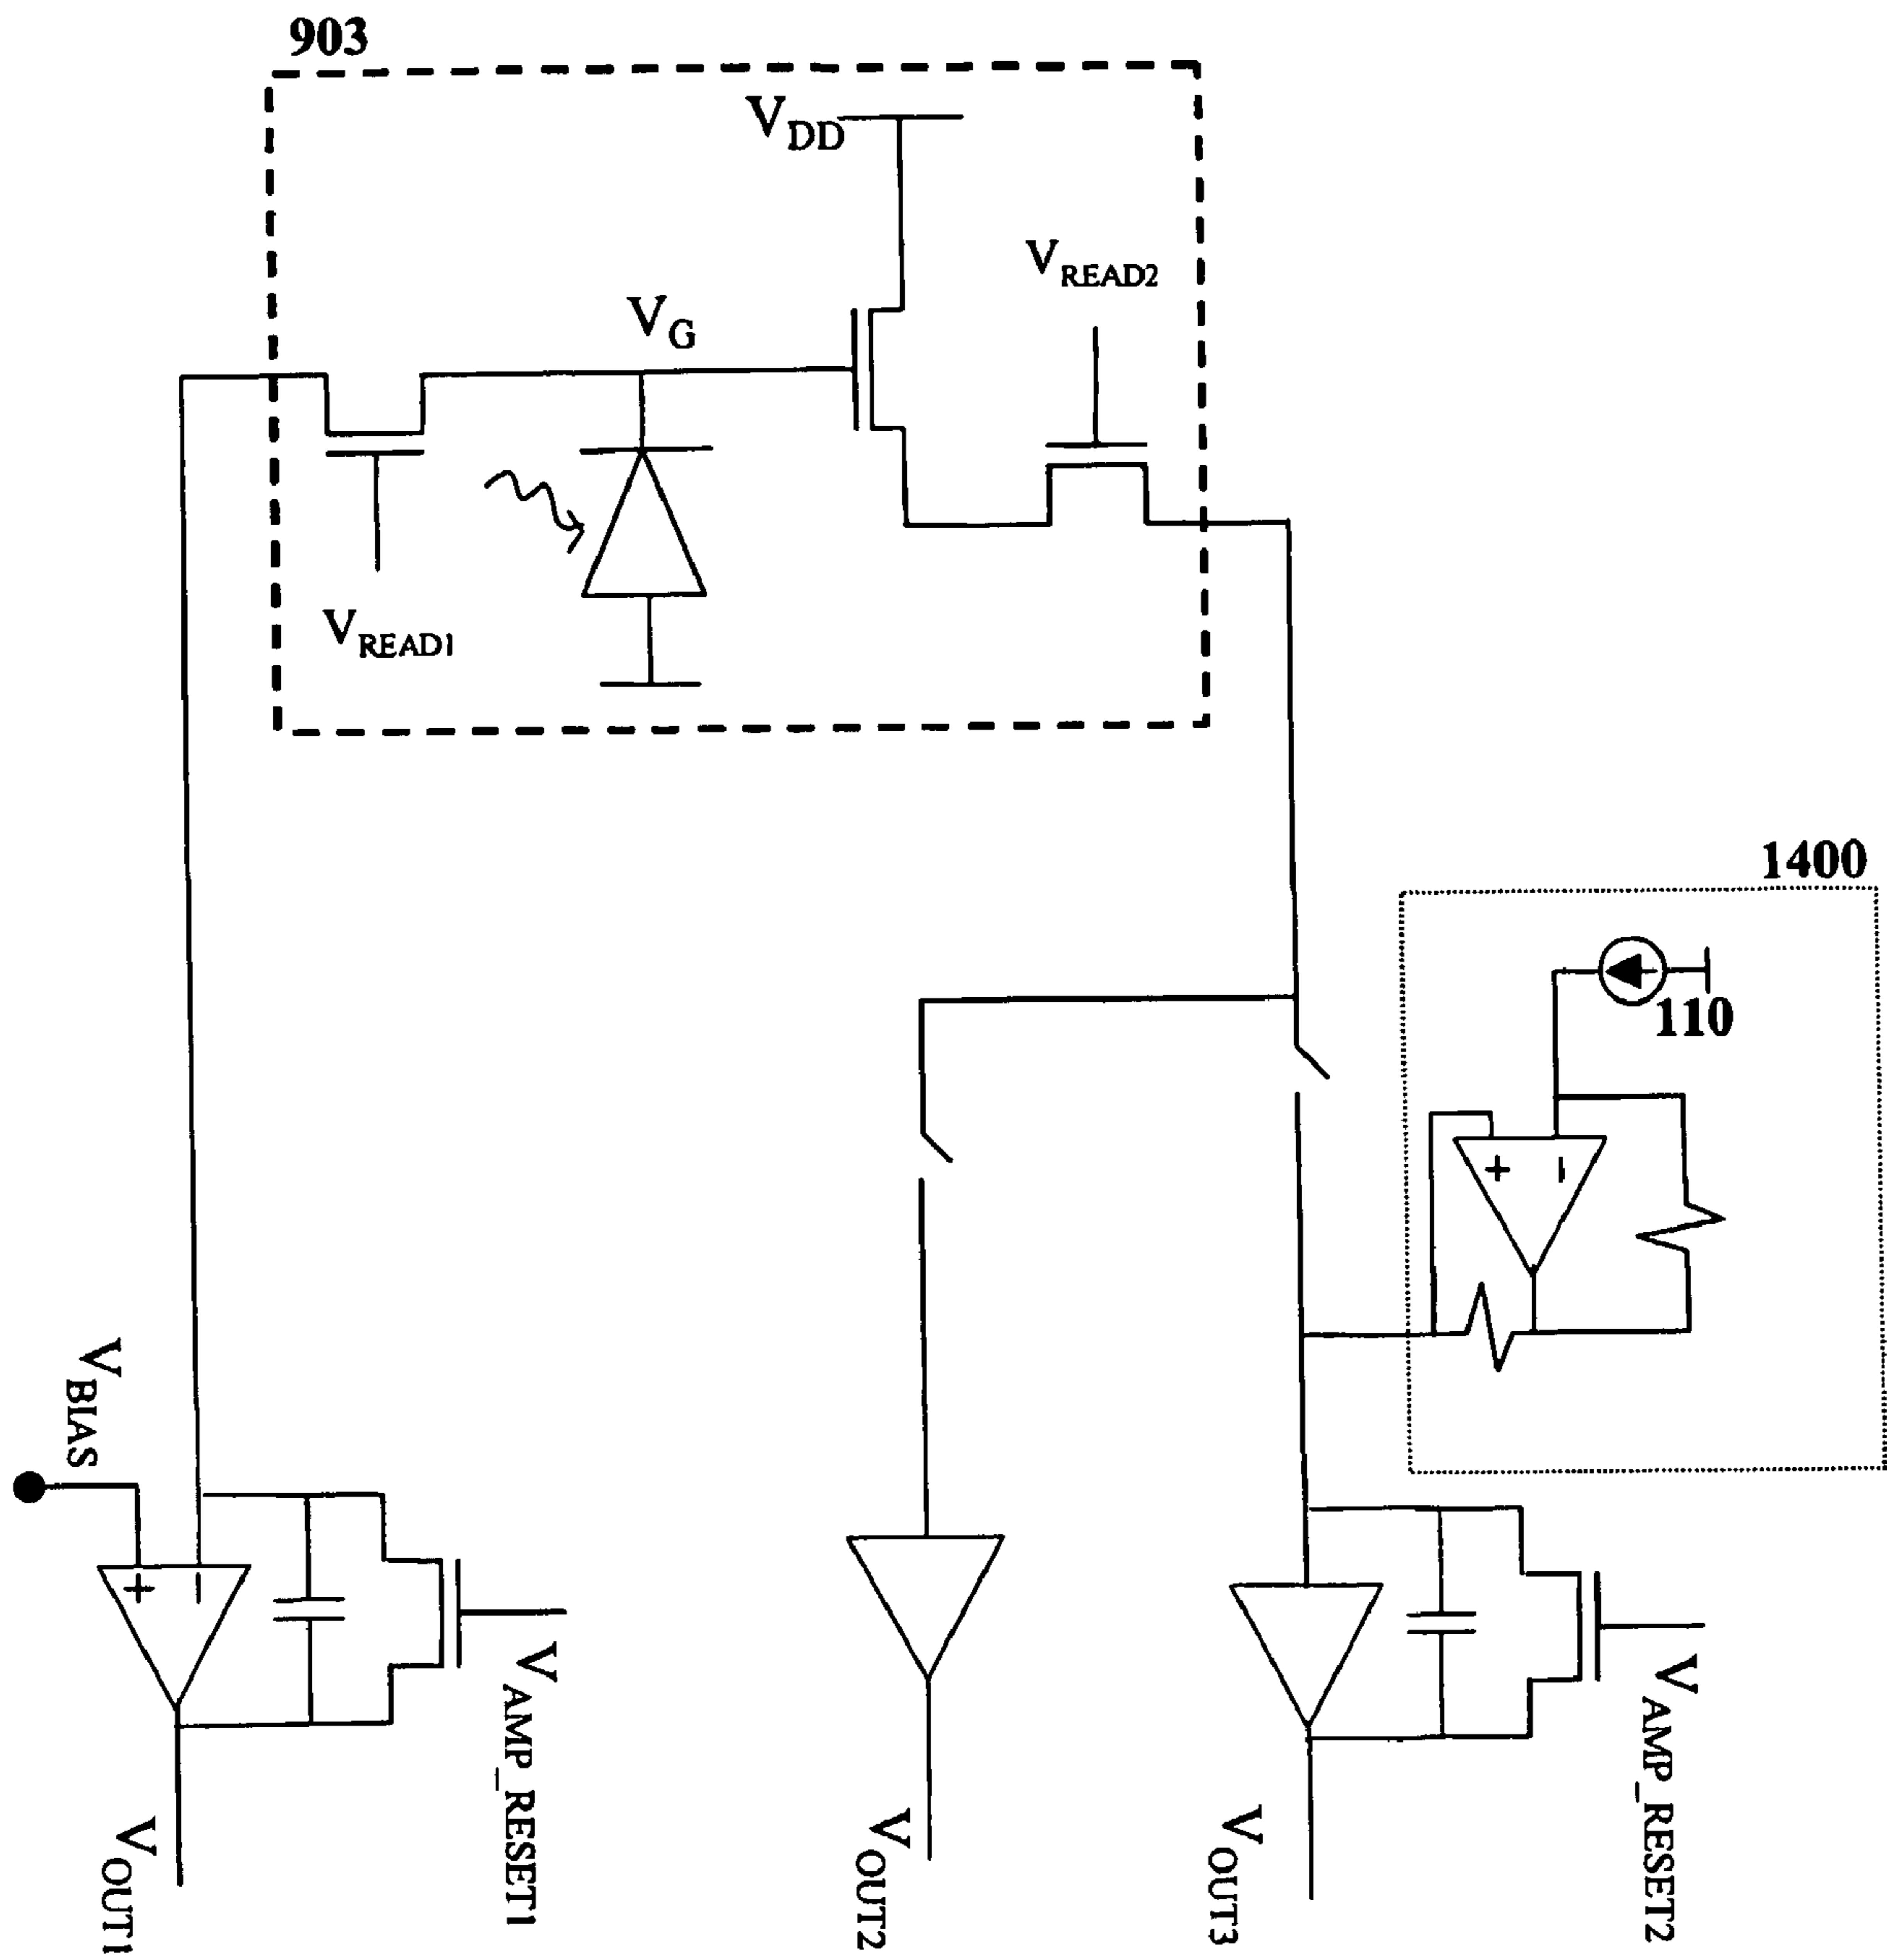 903
VDD
VREAD2
VG
VREAD1
1400
110
+ −
VBIAS
+ −
VAMP_RESET1
VAMP_RESET2
VOUT1
VOUT2
VOUT3